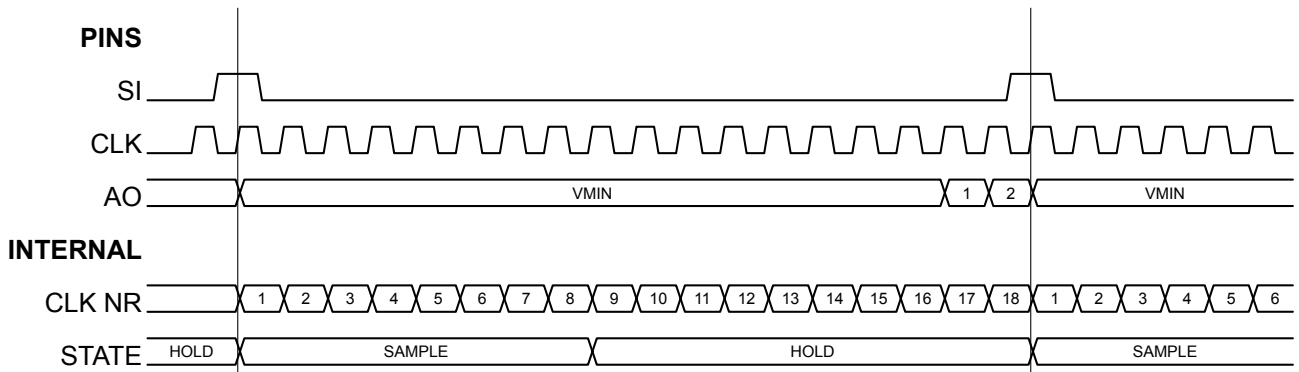 PINS
SI
CLK
AO VMIN 1 2 VMIN
INTERNAL
CLK NR 1 2 3 4 5 6 7 8 9 10 11 12 13 14 15 16 17 18 1 2 3 4 5 6
STATE HOLD SAMPLE HOLD SAMPLE